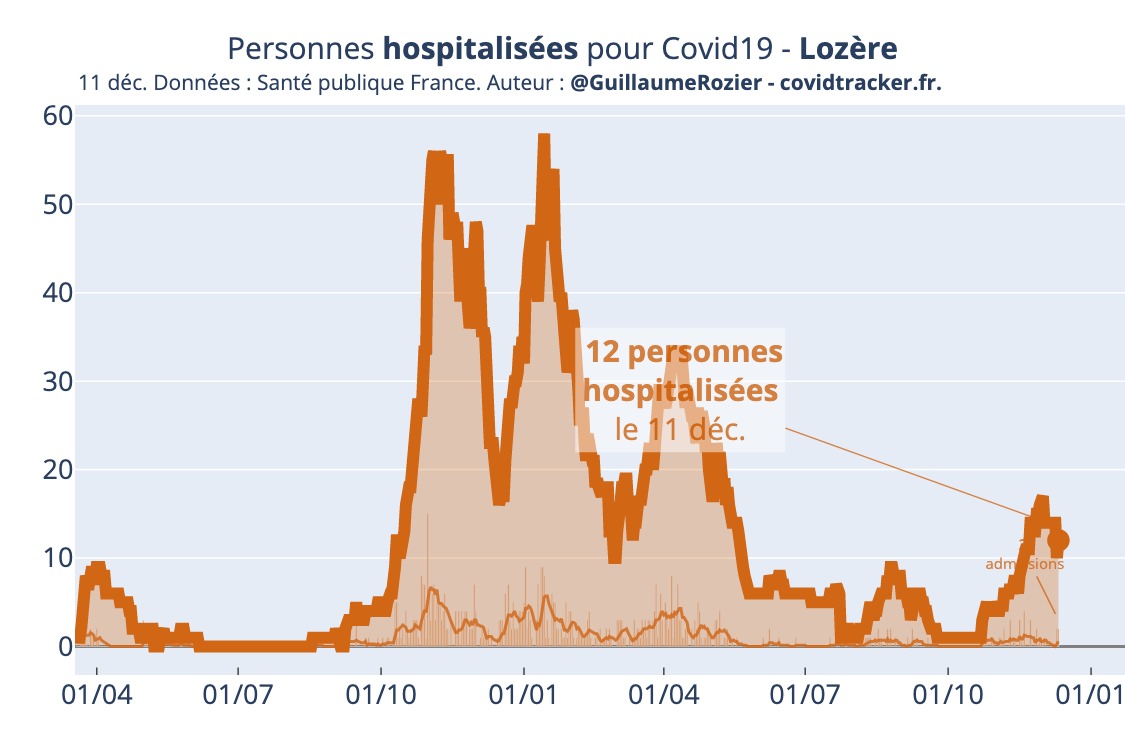 Personnes hospitalisées pour Covid19 - Lozère
11 déc. Données : Santé publique France. Auteur : @GuillaumeRozier - covidtracker.fr.
60
50
40
30
20
10
0
12 personnes
hospitalisées
le 11 déc.
admissions
01/04
01/07
01/10
01/01
01/04
01/07
01/10
01/01